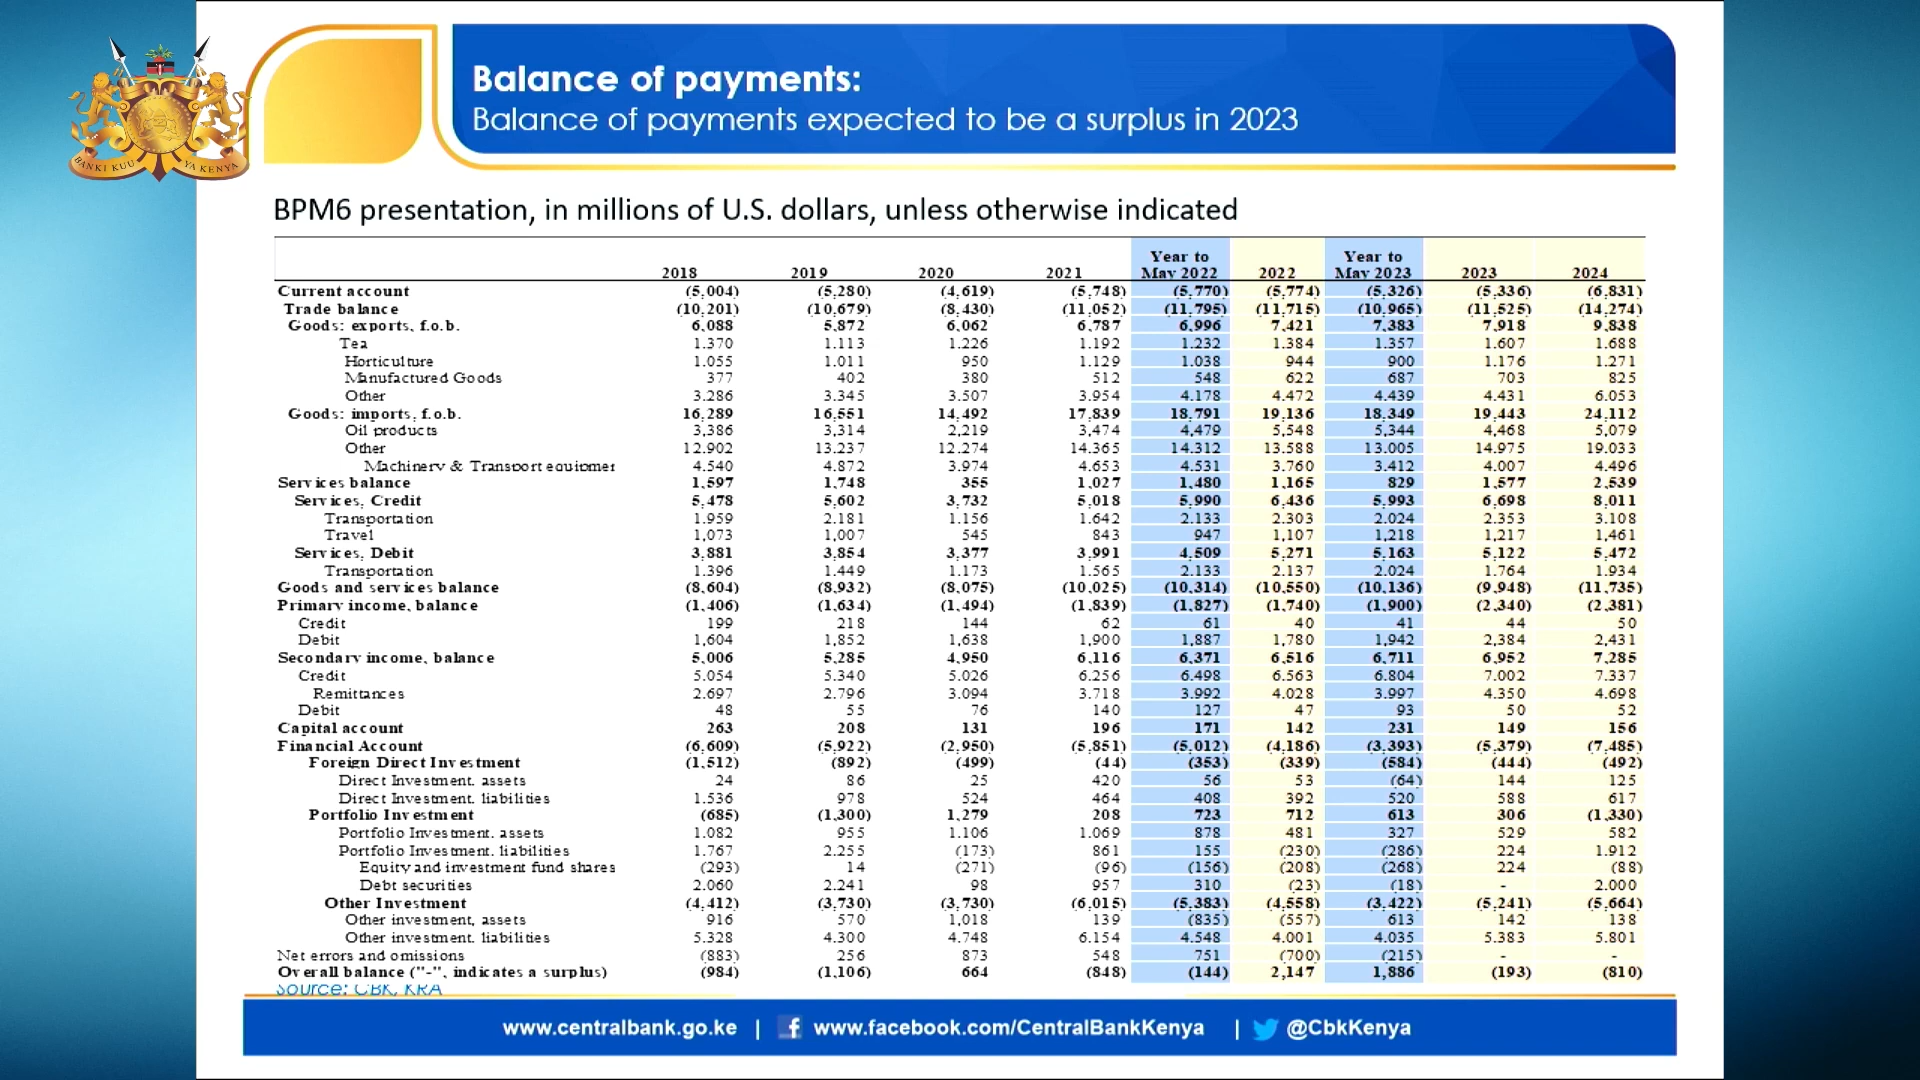 BANKI KUU YA KENYA
Balance of payments:
Balance of payments expected to be a surplus in 2023
BPM6 presentation, in millions of U.S. dollars, unless otherwise indicated
2018 2019 2020 2021 Year to May 2022 2022 Year to May 2023 2023 2024
Current account (5,004) (5,280) (4,619) (5,748) (5,770) (5,774) (5,326) (5,336) (6,831)
Trade balance (10,201) (10,679) (8,430) (11,052) (11,795) (11,715) (10,965) (11,525) (14,274)
Goods: exports, f.o.b. 6,088 5,872 6,062 6,787 6,996 7,421 7,383 7,918 9,838
Tea 1,370 1,113 1,226 1,192 1,232 1,384 1,357 1,607 1,688
Horticulture 1,055 1,011 950 1,129 1,038 944 900 1,176 1,271
Manufactured Goods 377 402 380 512 548 622 687 703 825
Other 3,286 3,345 3,507 3,954 4,178 4,472 4,439 4,431 6,053
Goods: imports, f.o.b. 16,289 16,551 14,492 17,839 18,791 19,136 18,349 19,443 24,112
Oil products 3,386 3,314 2,219 3,474 4,479 5,548 5,344 4,468 5,079
Other 12,902 13,237 12,274 14,365 14,312 13,588 13,005 14,975 19,033
Machinery & Transport equipmer 4,540 4,872 3,974 4,653 4,531 3,760 3,412 4,007 4,496
Services balance 1,597 1,748 355 1,027 1,480 1,165 829 1,577 2,539
Services, Credit 5,478 5,602 3,732 5,018 5,990 6,436 5,993 6,698 8,011
Transportation 1,959 2,181 1,156 1,642 2,133 2,303 2,024 2,353 3,108
Travel 1,073 1,007 545 843 947 1,107 1,218 1,217 1,461
Services, Debit 3,881 3,854 3,377 3,991 4,509 5,271 5,163 5,122 5,472
Transportation 1,396 1,449 1,173 1,565 2,133 2,137 2,024 1,764 1,934
Goods and services balance (8,604) (8,932) (8,075) (10,025) (10,314) (10,550) (10,136) (9,948) (11,735)
Primary income, balance (1,406) (1,634) (1,494) (1,839) (1,827) (1,740) (1,900) (2,340) (2,381)
Credit 199 218 144 62 61 40 41 44 50
Debit 1,604 1,852 1,638 1,900 1,887 1,780 1,942 2,384 2,431
Secondary income, balance 5,006 5,285 4,950 6,116 6,371 6,516 6,711 6,952 7,285
Credit 5,054 5,340 5,026 6,256 6,498 6,563 6,804 7,002 7,337
Remittances 2,697 2,796 3,094 3,718 3,992 4,028 3,997 4,350 4,698
Debit 48 55 76 140 127 47 93 50 52
Capital account 263 208 131 196 171 142 231 149 156
Financial Account (6,609) (5,922) (2,950) (5,851) (5,012) (4,186) (3,393) (5,379) (7,485)
Foreign Direct Investment (1,512) (892) (499) (44) (353) (339) (584) (444) (492)
Direct Investment, assets 24 86 25 420 56 53 (64) 144 125
Direct Investment, liabilities 1,536 978 524 464 408 392 520 588 617
Portfolio Investment (685) (1,300) 1,279 208 723 712 613 306 (1,330)
Portfolio Investment, assets 1,082 955 1,106 1,069 878 481 327 529 582
Portfolio Investment, liabilities 1,767 2,255 (173) 861 155 (230) (286) 224 1,912
Equity and investment fund shares (293) 14 (271) (96) (156) (208) (268) 224 (88)
Debt securities 2,060 2,241 98 957 310 (23) (18) - 2,000
Other Investment (4,412) (3,730) (3,730) (6,015) (5,383) (4,558) (3,422) (5,241) (5,664)
Other investment, assets 916 570 1,018 139 (835) (557) 613 142 138
Other investment, liabilities 5,328 4,300 4,748 6,154 4,548 4,001 4,035 5,383 5,801
Net errors and omissions (883) 256 873 548 751 (700) (215) - -
Overall balance ("-", indicates a surplus) (984) (1,106) 664 (848) (144) 2,147 1,886 (193) (810)
Source: CBK, KRA
www.centralbank.go.ke | f www.facebook.com/CentralBankKenya | @CbkKenya